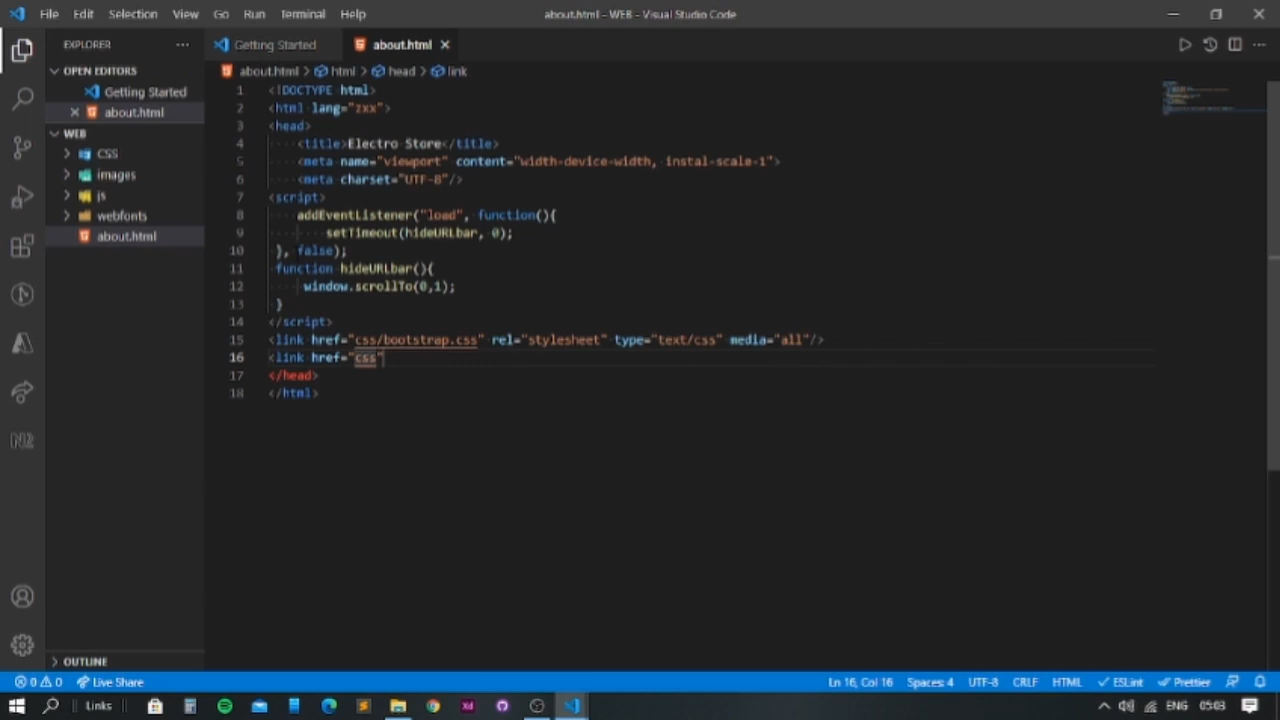 File Edit Selection View Go Run Terminal Help
about.html - WEB - Visual Studio Code
EXPLORER
Getting Started
about.html
OPEN EDITORS
Getting Started
about.html
WEB
CSS
images
js
webfonts
about.html
about.html > html > head > link
1 <!DOCTYPE html>
2 <html lang="zxx">
3 <head>
4 <title>Electro Store</title>
5 <meta name="viewport" content="width-device-width, instal-scale-1">
6 <meta charset="UTF-8"/>
7 <script>
8 addEventListener("load", function(){
9 setTimeout(hideURLbar, 0);
10 }, false);
11 function hideURLbar(){
12 window.scrollTo(0,1);
13 }
14 </script>
15 <link href="css/bootstrap.css" rel="stylesheet" type="text/css" media="all"/>
16 <link href="css"
17 </head>
18 </html>
OUTLINE
0 0 Live Share
Ln 16, Col 16 Spaces: 4 UTF-8 CRLF HTML ESLint Prettier
Links
Xd
ENG 05:03